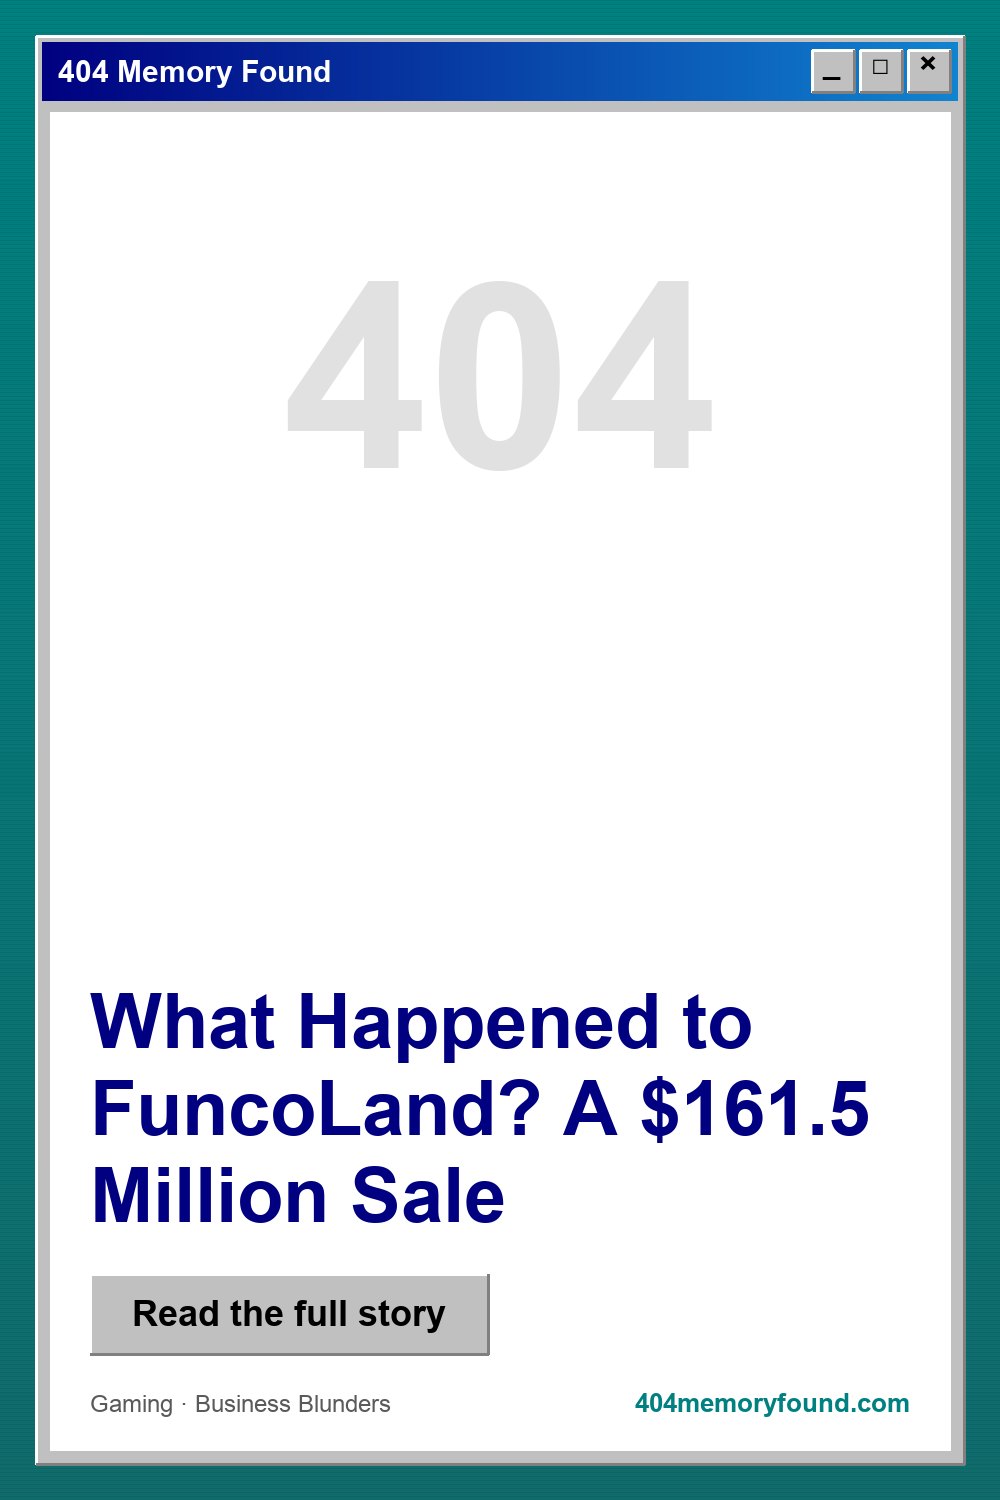 404 Memory Found
404
What Happened to
FuncoLand? A $161.5
Million Sale
Read the full story
Gaming · Business Blunders
404memoryfound.com